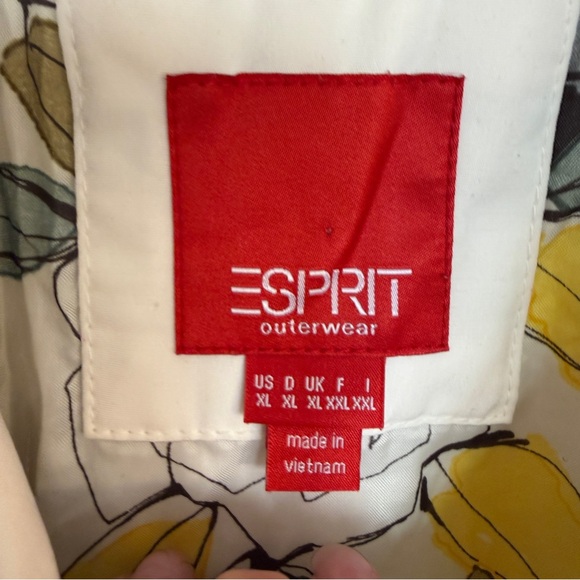 ESPRIT
outerwear
US D UK F I
XL XL XL XXL XXL
made in
vietnam